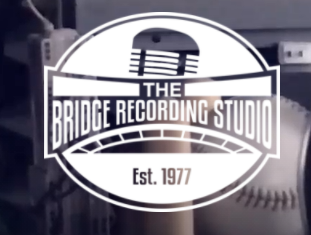 THE
BRIDGE RECORDING STUDIO
Est. 1977